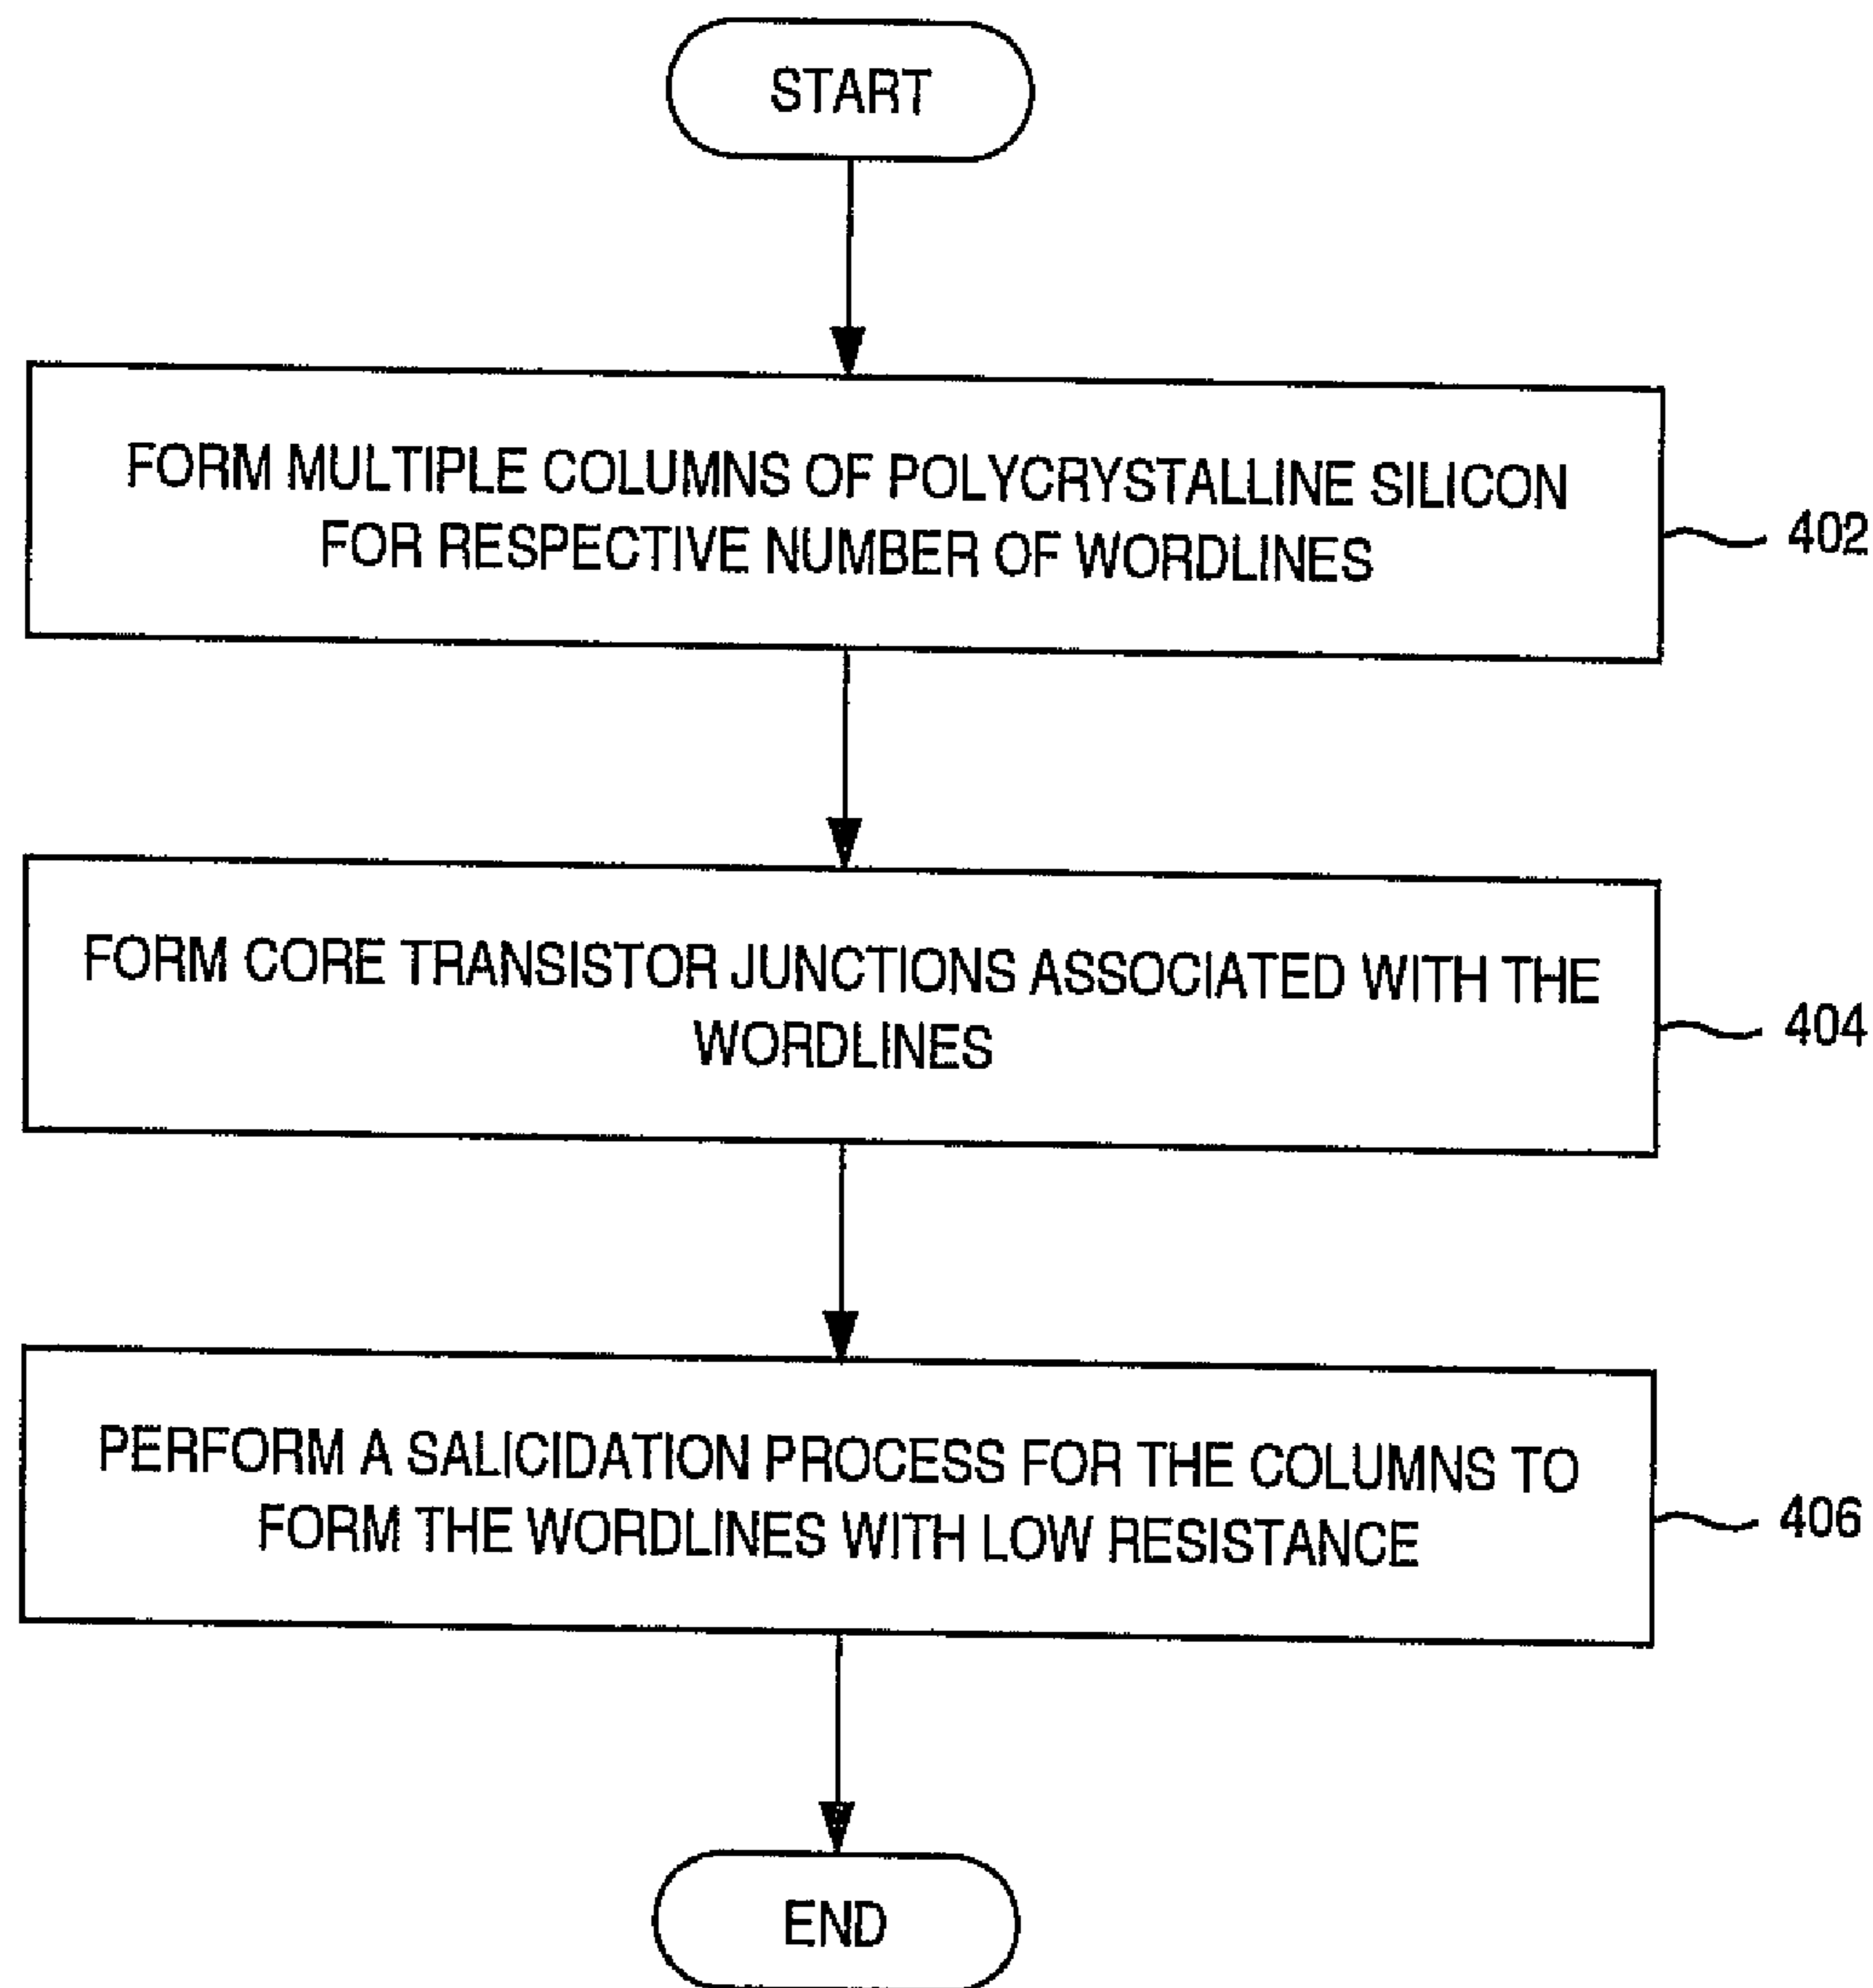 START
FORM MULTIPLE COLUMNS OF POLYCRYSTALLINE SILICON
FOR RESPECTIVE NUMBER OF WORDLINES
402
FORM CORE TRANSISTOR JUNCTIONS ASSOCIATED WITH THE
WORDLINES
404
PERFORM A SALICIDATION PROCESS FOR THE COLUMNS TO
FORM THE WORDLINES WITH LOW RESISTANCE
406
END